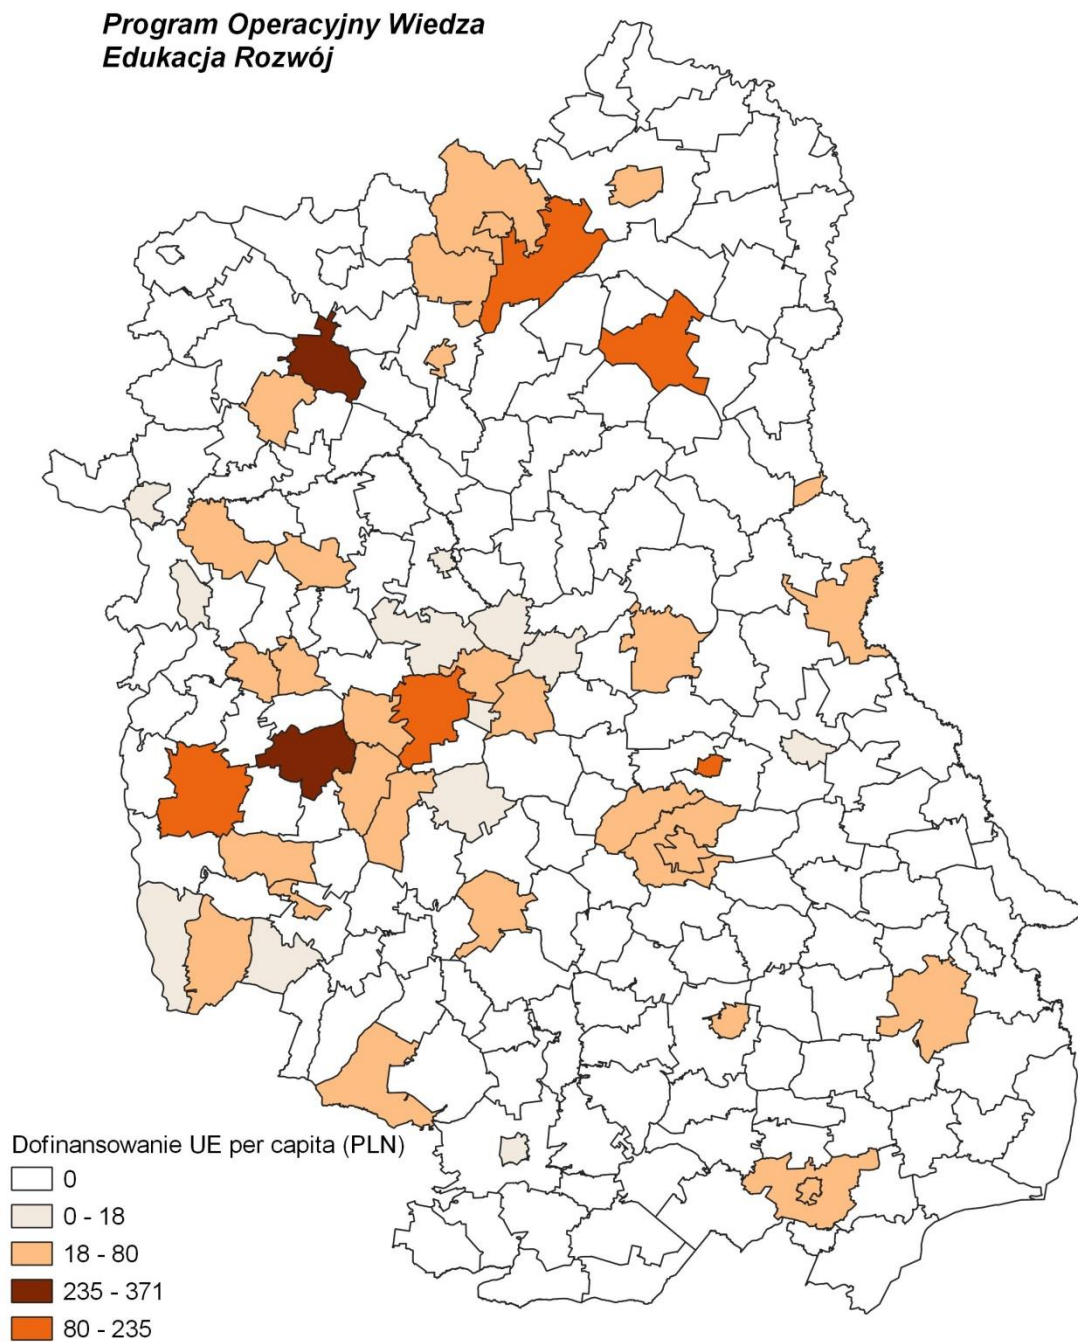 Program Operacyjny Wiedza
Edukacja Rozwój
Dofinansowanie UE per capita (PLN)
0
0 - 18
18 - 80
235 - 371
80 - 235